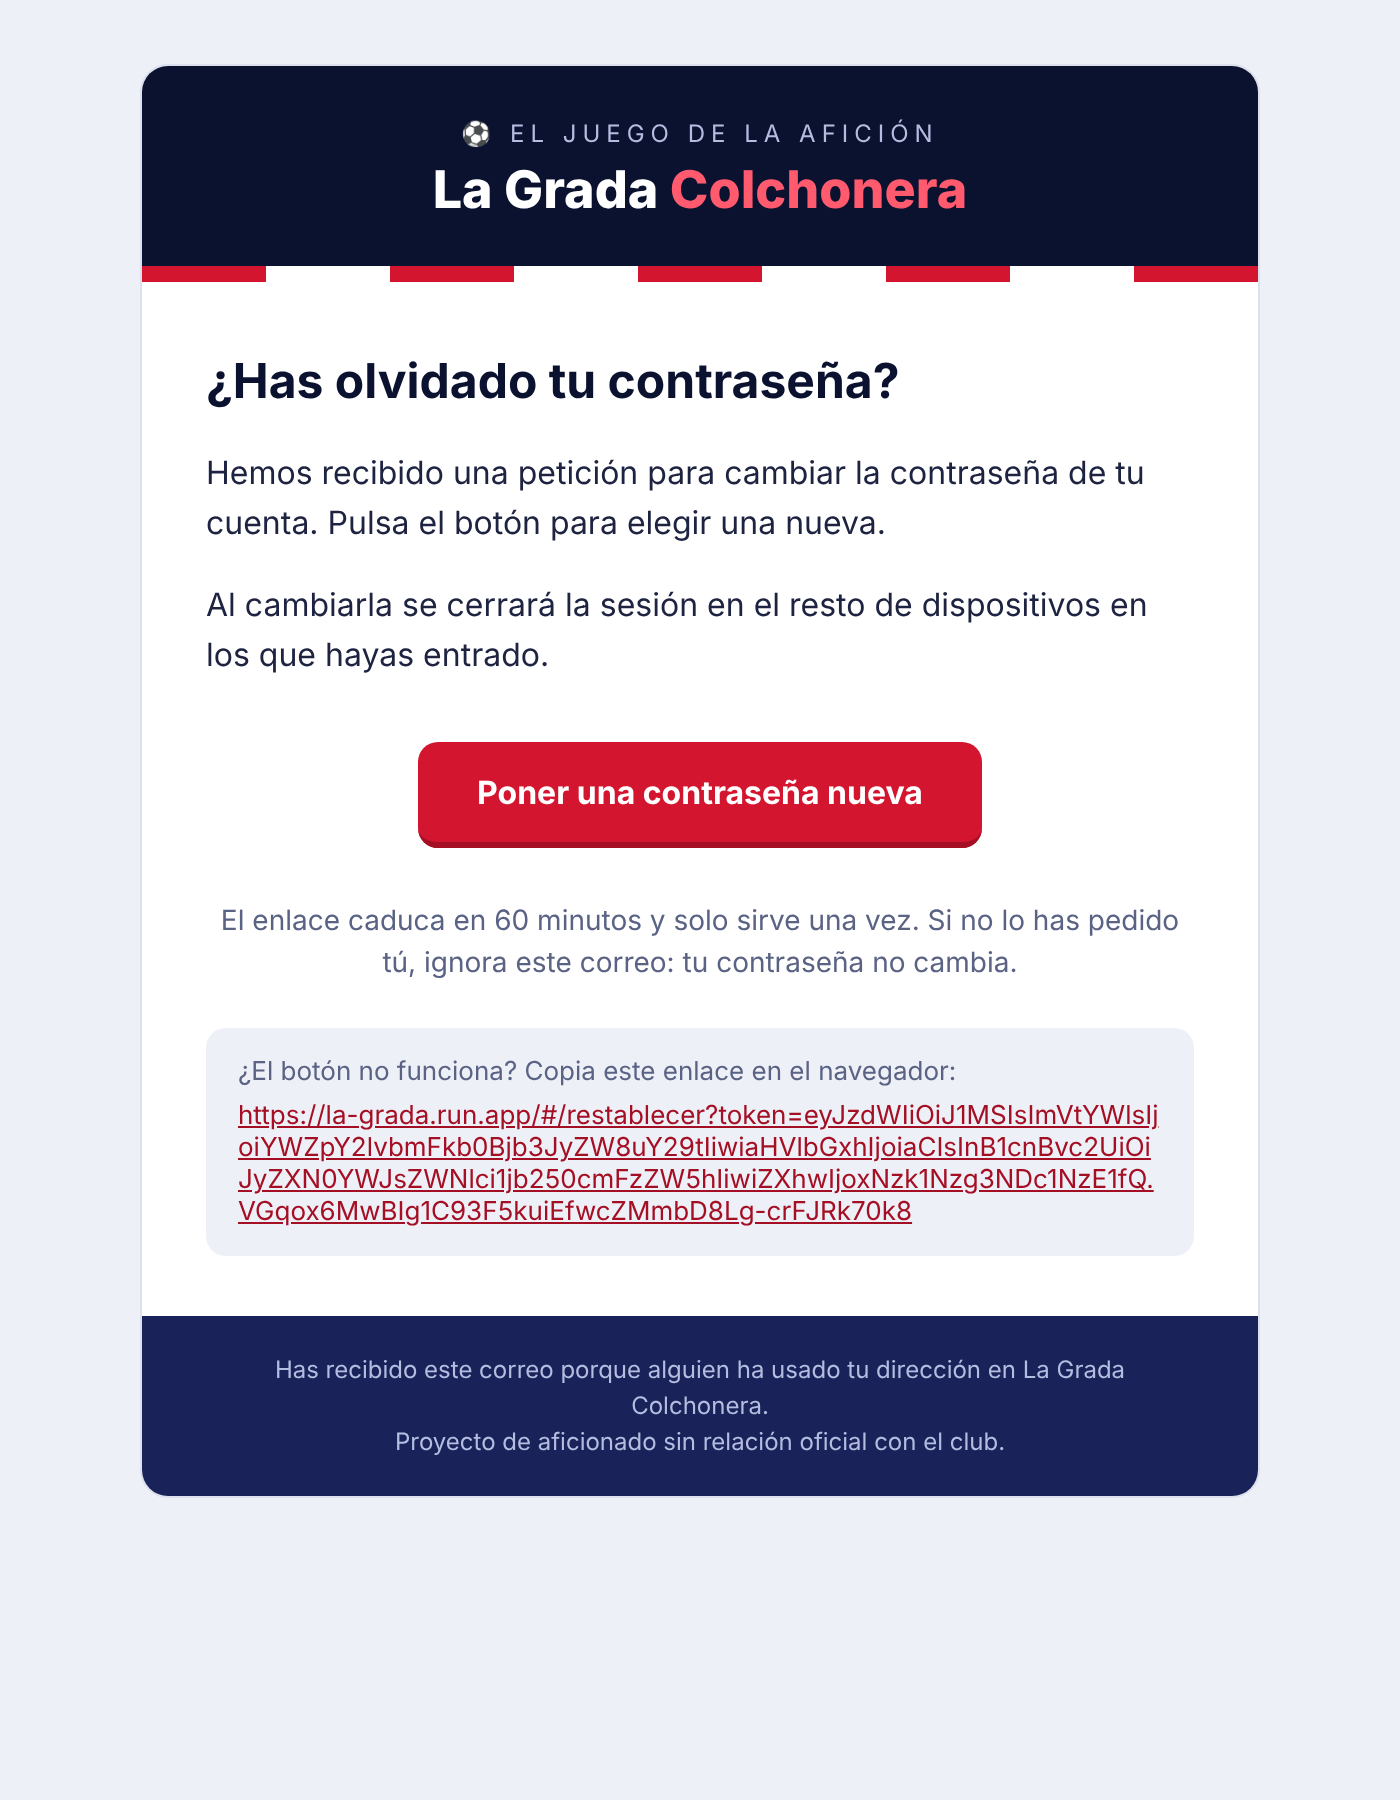 ⚽ EL JUEGO DE LA AFICIÓN
La Grada Colchonera
¿Has olvidado tu contraseña?
Hemos recibido una petición para cambiar la contraseña de tu
cuenta. Pulsa el botón para elegir una nueva.
Al cambiarla se cerrará la sesión en el resto de dispositivos en
los que hayas entrado.
Poner una contraseña nueva
El enlace caduca en 60 minutos y solo sirve una vez. Si no lo has pedido
tú, ignora este correo: tu contraseña no cambia.
¿El botón no funciona? Copia este enlace en el navegador:
https://la-grada.run.app/#/restablecer?token=eyJzdWIiOiJ1MSIsImVtYWlsIj
oiYWZpY2lvbmFkb0Bjb3JyZW8uY29tIiwiaHVlbGxhIjoiaCIsInB1cnBvc2UiOi
JyZXN0YWJsZWNlci1jb250cmFzZW5hIiwiZXhwIjoxNzk1Nzg3NDc1NzE1fQ.
VGqox6MwBIg1C93F5kuiEfwcZMmbD8Lg-crFJRk70k8
Has recibido este correo porque alguien ha usado tu dirección en La Grada
Colchonera.
Proyecto de aficionado sin relación oficial con el club.